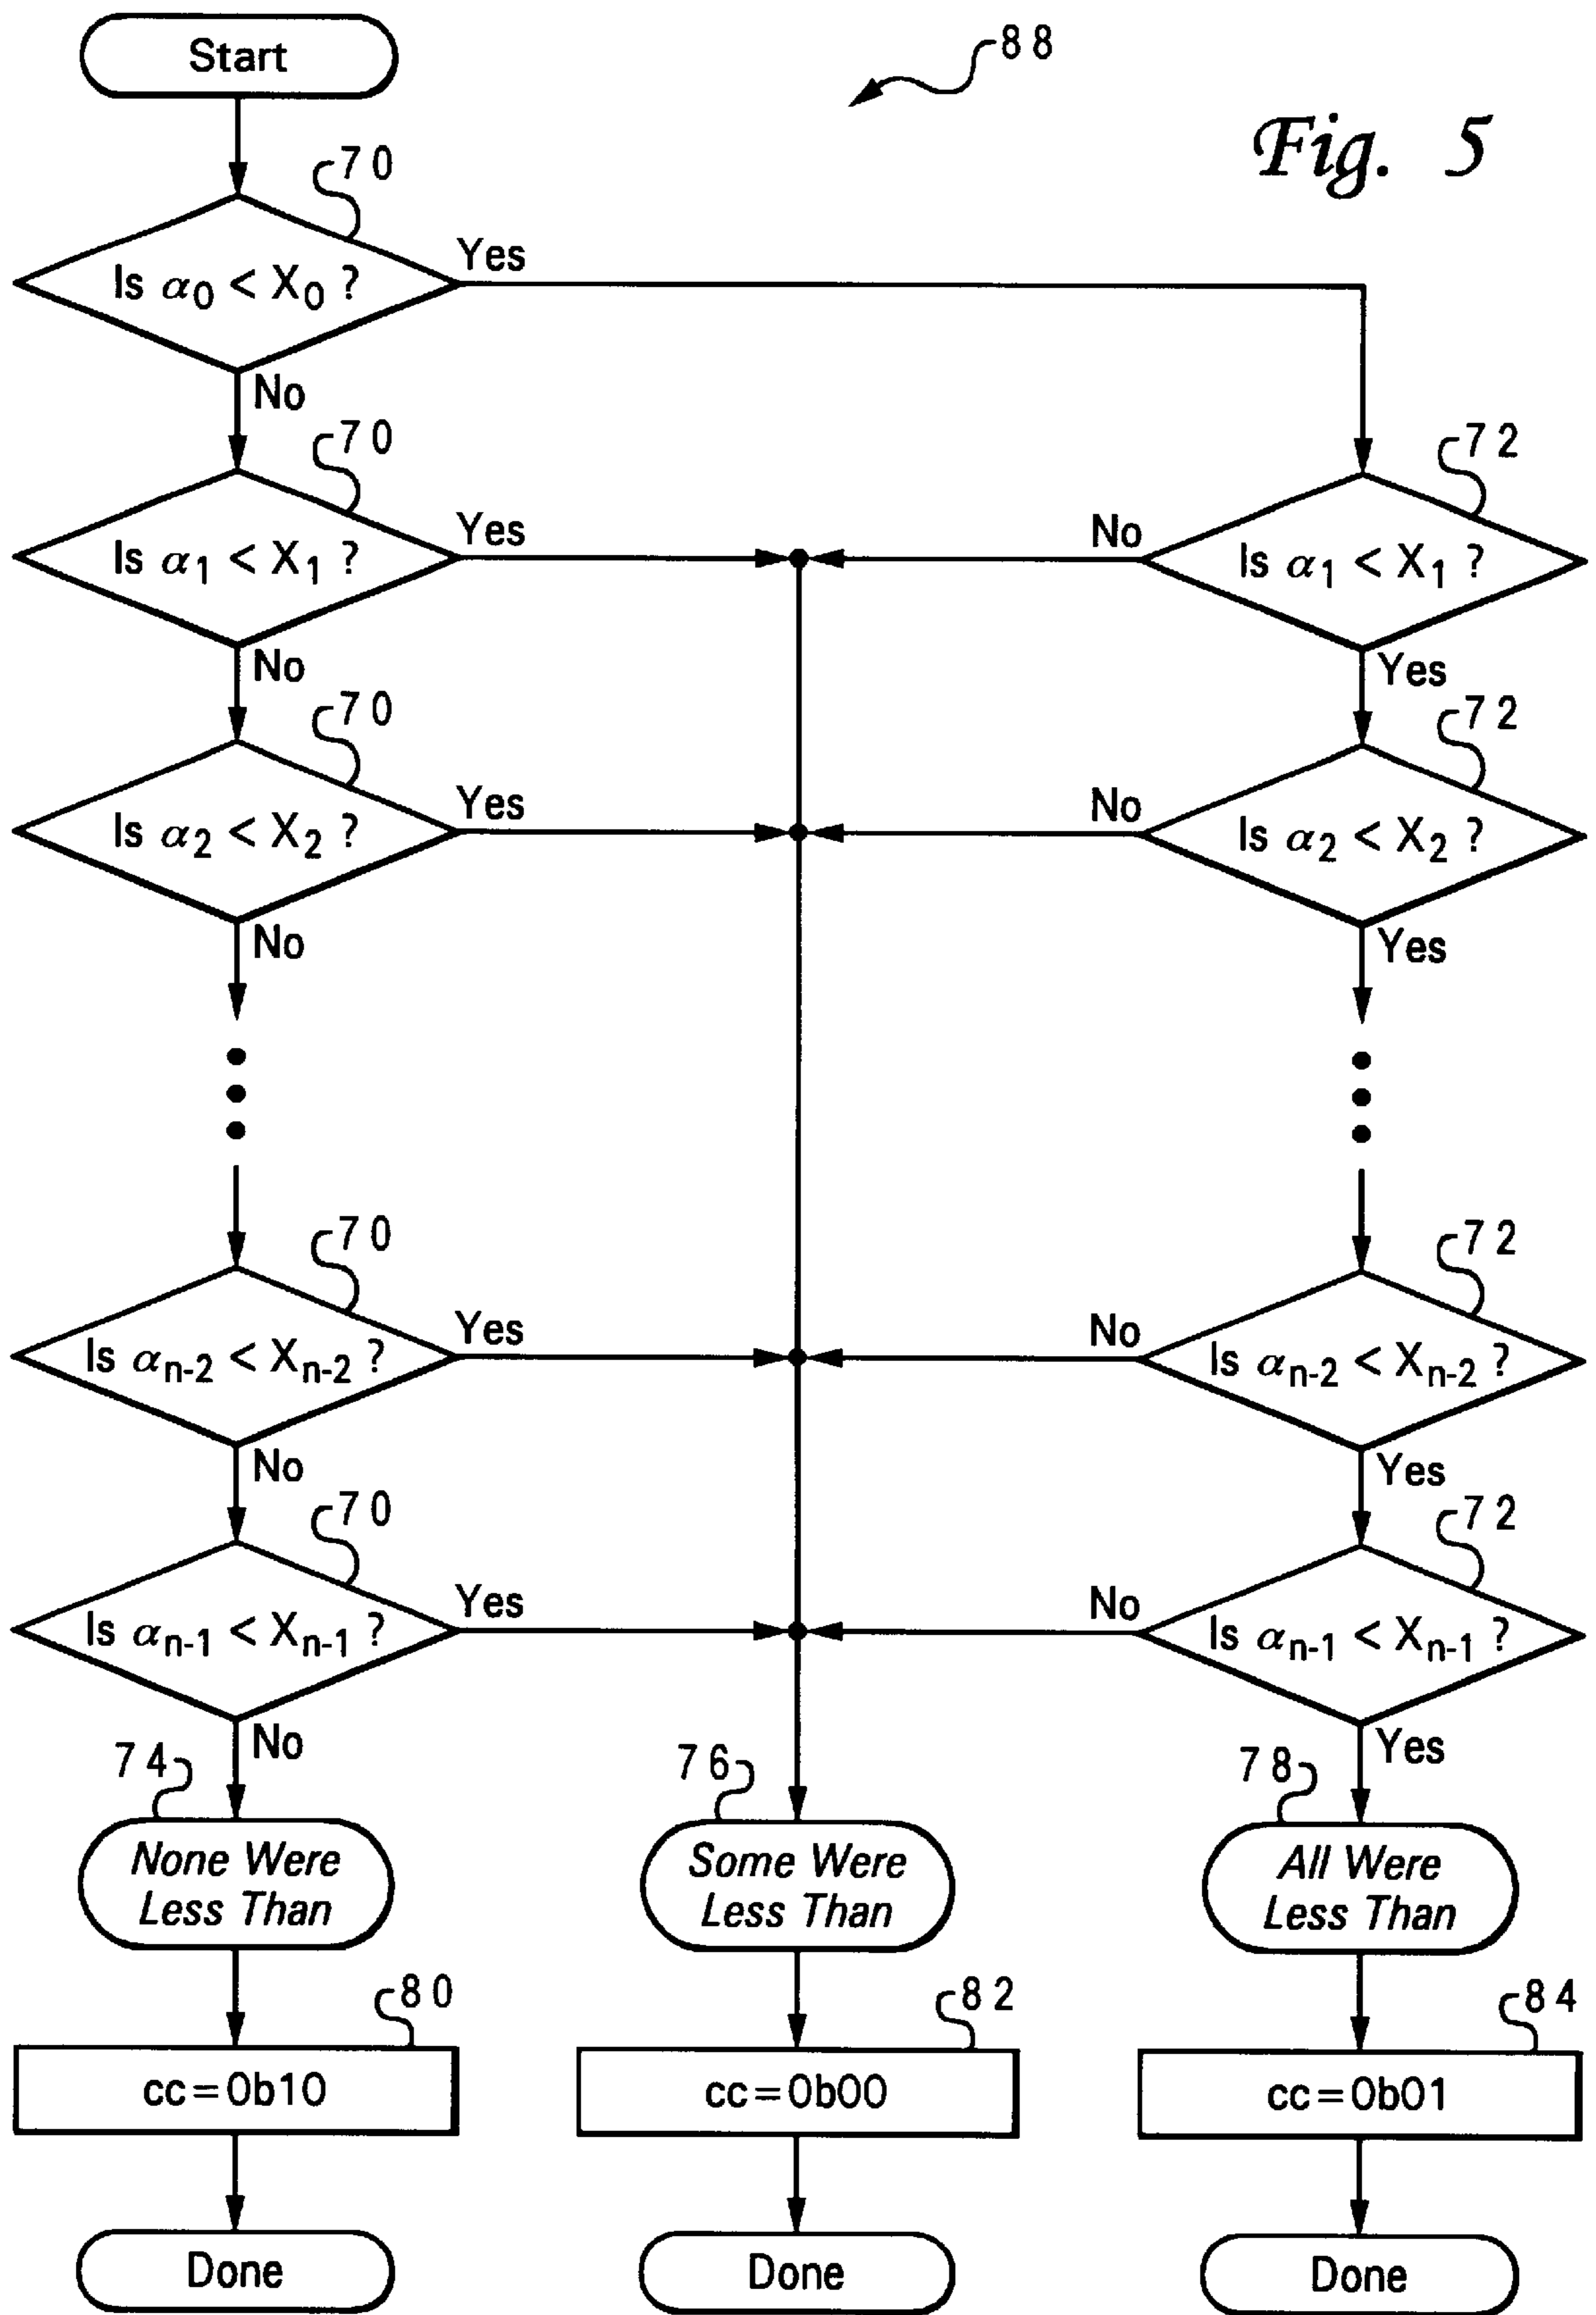 Start
88
Fig. 5
70
Is α0 < X0 ?
Yes
No
70
Is α1 < X1 ?
Yes
No
72
Is α1 < X1 ?
No
Yes
70
Is α2 < X2 ?
Yes
No
72
Is α2 < X2 ?
No
Yes
70
Is αn-2 < Xn-2 ?
Yes
No
72
Is αn-2 < Xn-2 ?
No
Yes
70
Is αn-1 < Xn-1 ?
Yes
No
72
Is αn-1 < Xn-1 ?
No
Yes
74
None Were
Less Than
76
Some Were
Less Than
78
All Were
Less Than
80
cc=0b10
82
cc=0b00
84
cc=0b01
Done
Done
Done